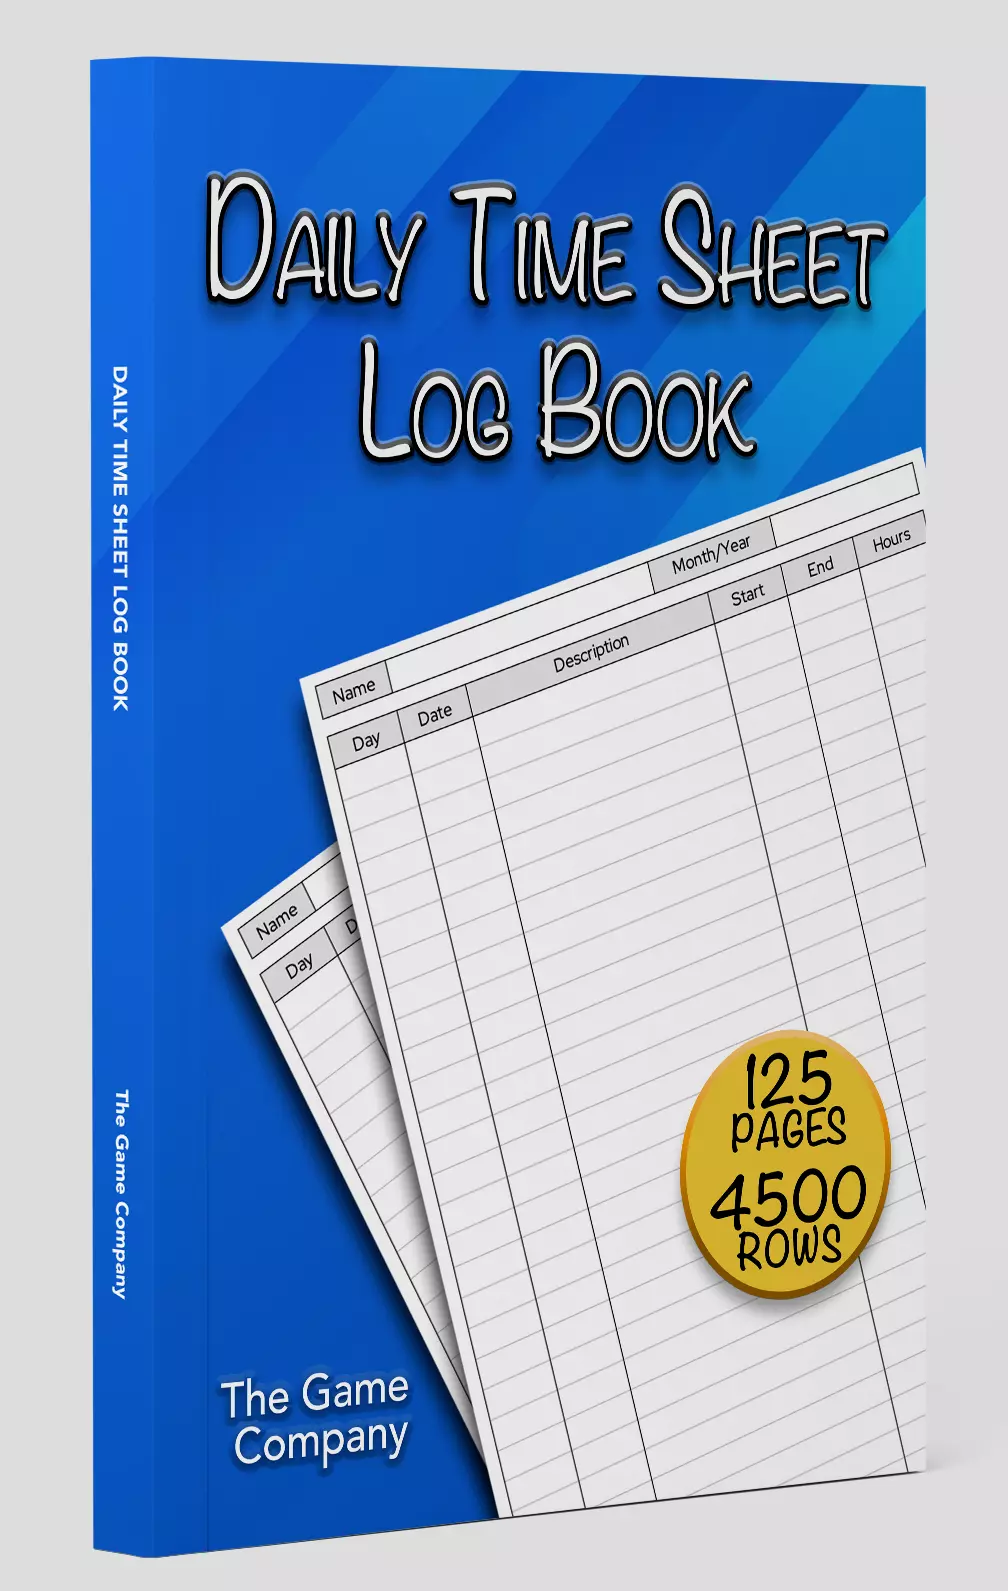 DAILY TIME SHEET
LOG BOOK
DAILY TIME SHEET LOG BOOK
The Game Company
Name
Month/Year
Day
Date
Description
Start
End
Hours
Name
Day
D
125
PAGES
4500
ROWS
The Game
Company